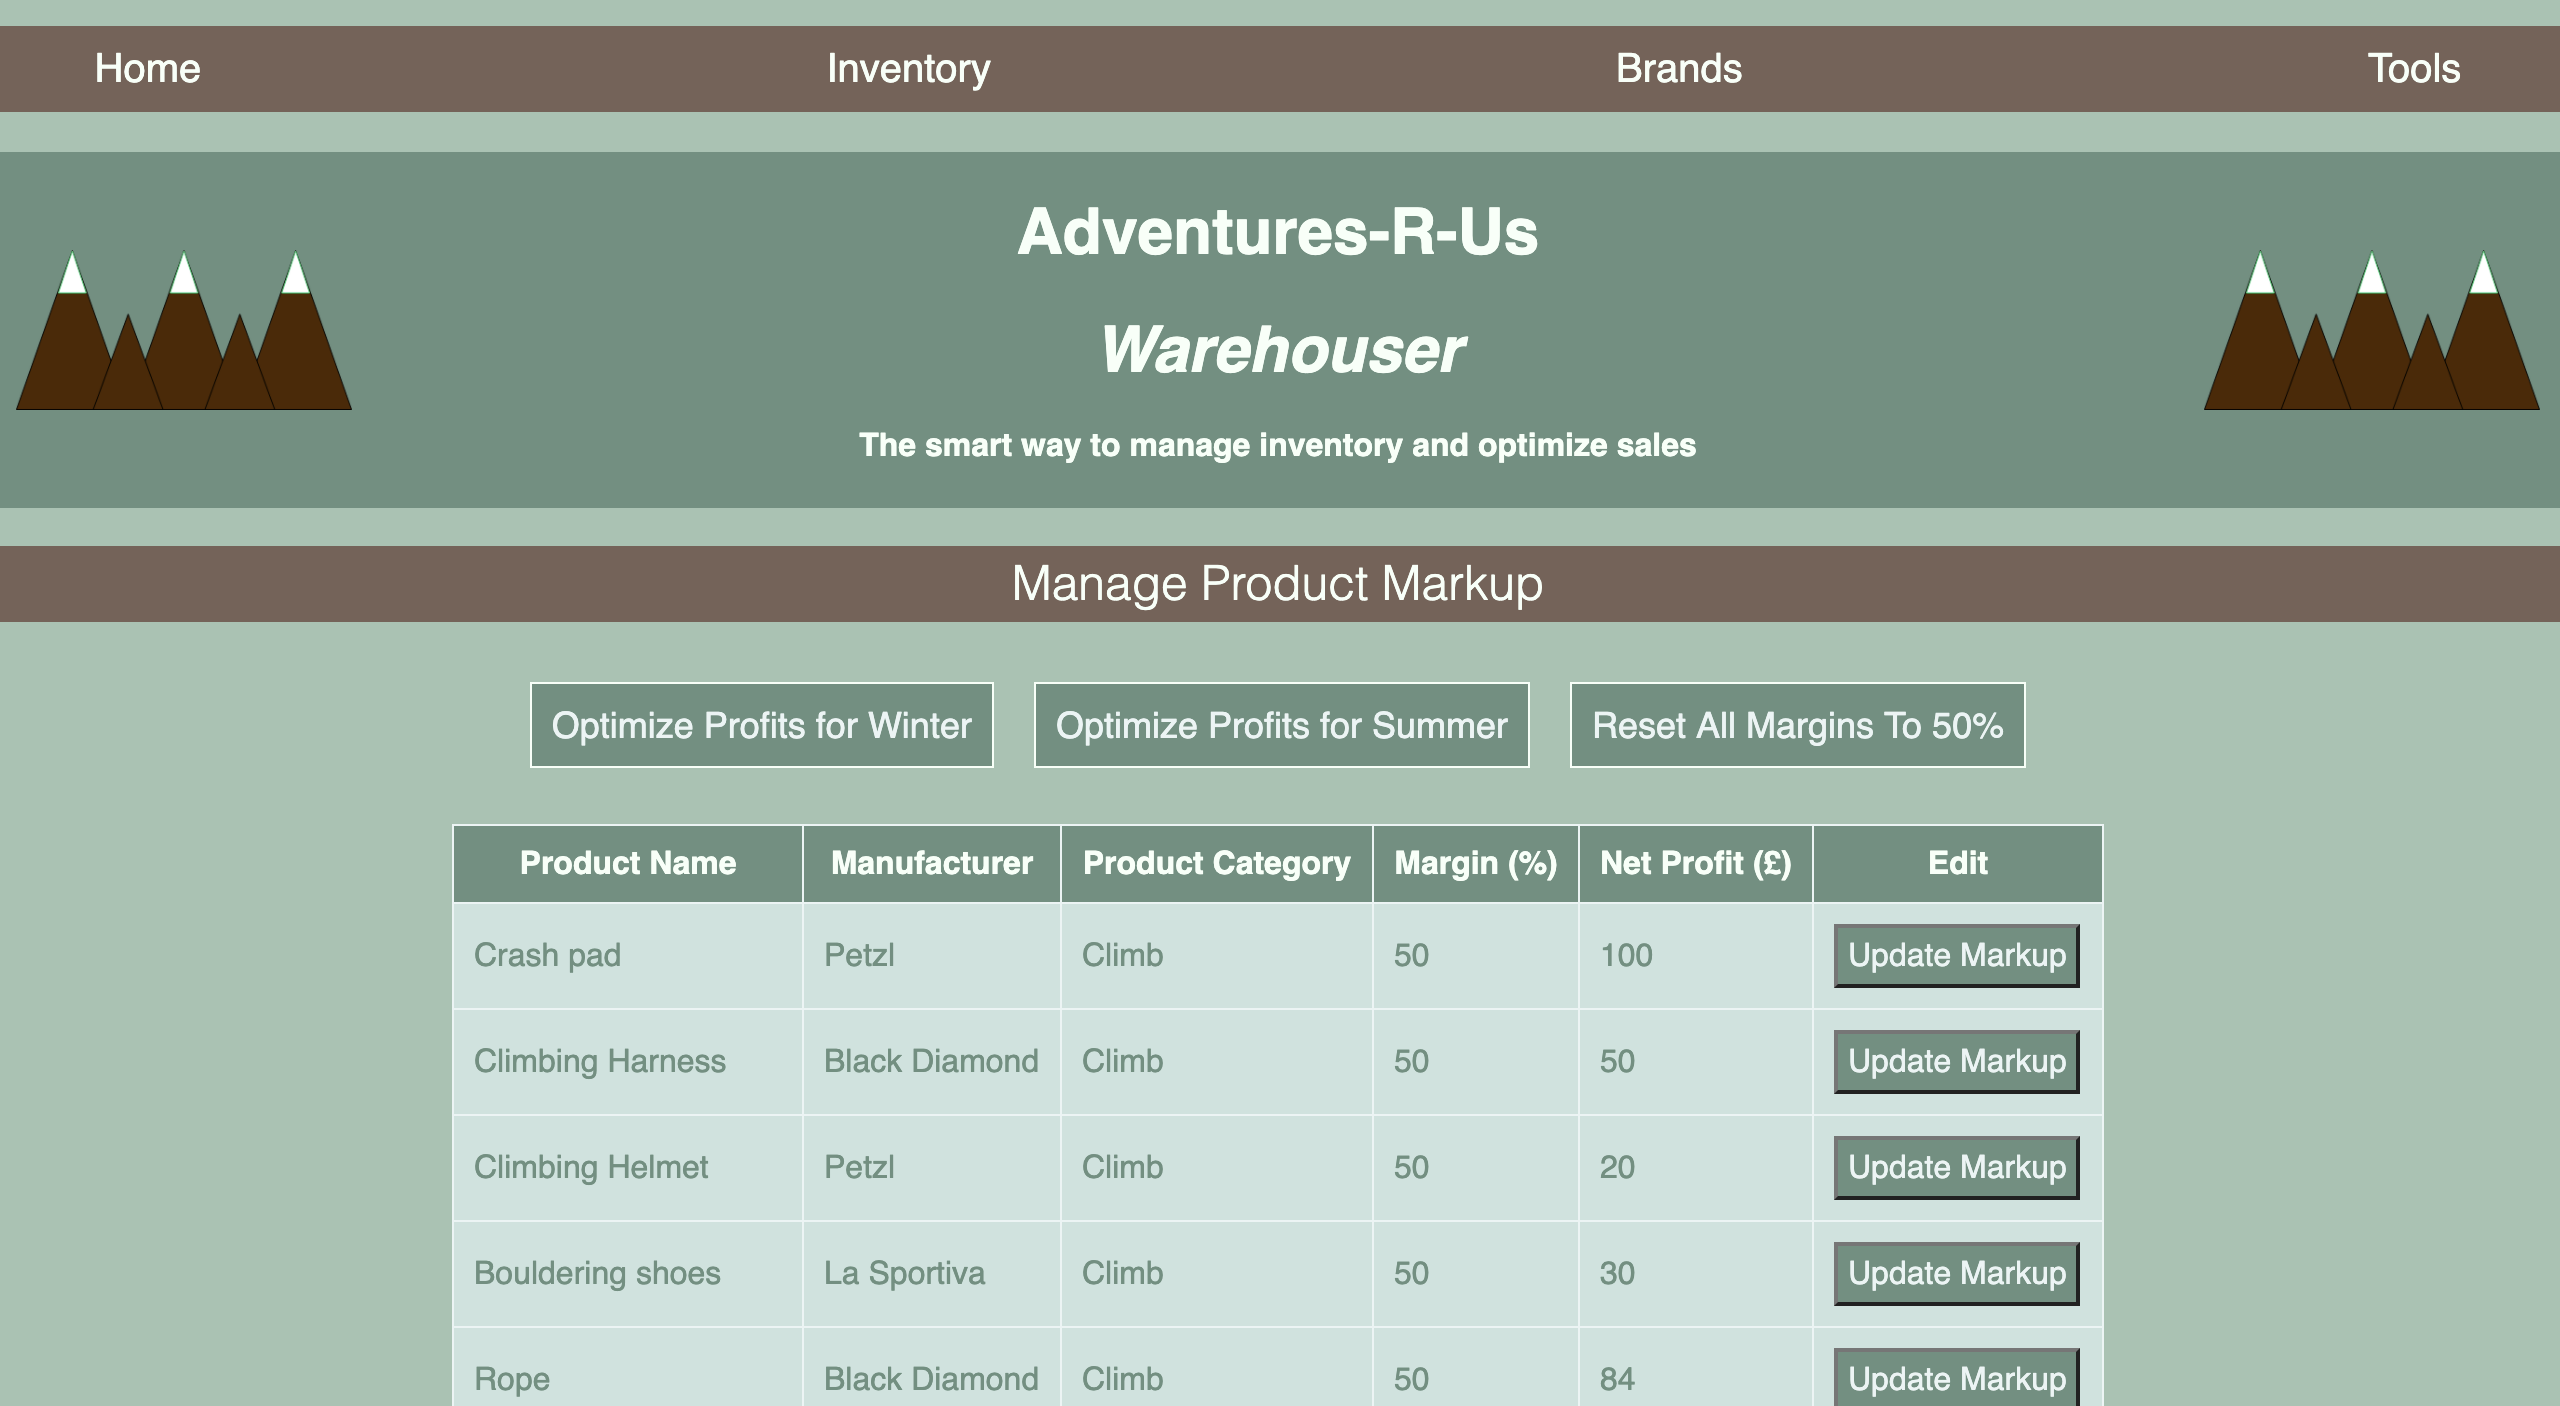 Home Inventory Brands Tools
Adventures-R-Us
Warehouser
The smart way to manage inventory and optimize sales
Manage Product Markup
Optimize Profits for Winter Optimize Profits for Summer Reset All Margins To 50%
Product Name Manufacturer Product Category Margin (%) Net Profit (£) Edit
Crash pad Petzl Climb 50 100 Update Markup
Climbing Harness Black Diamond Climb 50 50 Update Markup
Climbing Helmet Petzl Climb 50 20 Update Markup
Bouldering shoes La Sportiva Climb 50 30 Update Markup
Rope Black Diamond Climb 50 84 Update Markup